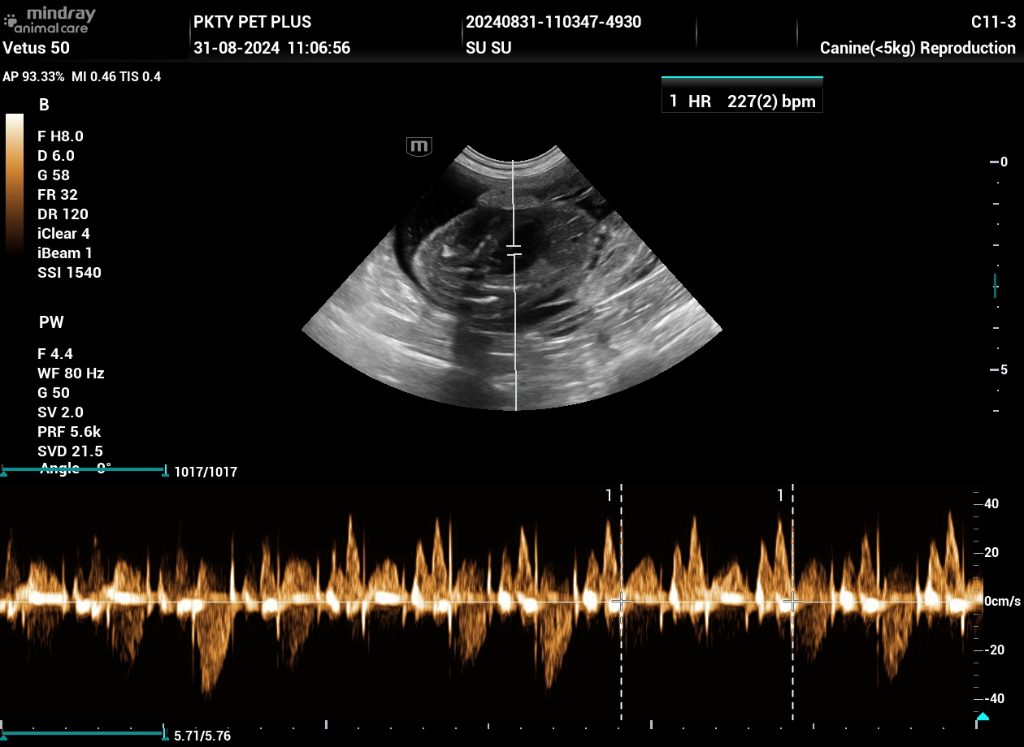 mindray
animal care
Vetus 50
PKTY PET PLUS
31-08-2024 11:06:56
20240831-110347-4930
SU SU
C11-3
Canine(<5kg) Reproduction
AP 93.33% MI 0.46 TIS 0.4
B
F H8.0
D 6.0
G 58
FR 32
DR 120
iClear 4
iBeam 1
SSI 1540
1 HR 227(2) bpm
m
0
5
PW
F 4.4
WF 80 Hz
G 50
SV 2.0
PRF 5.6k
SVD 21.5
Angle 0°
1017/1017
1
1
40
20
0cm/s
-20
-40
5.71/5.76